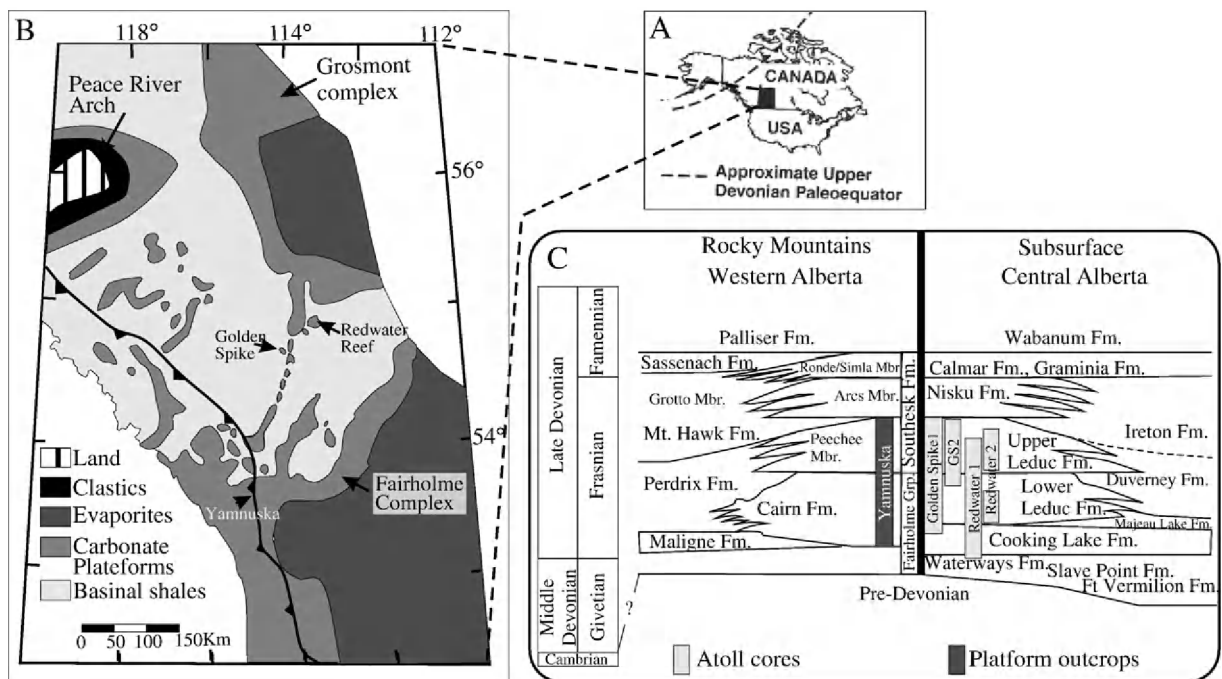 B
118°
114°
112°
Peace River
Arch
Grosmont
complex
56°
Golden
Spike
Redwater
Reef
54°
Fairholme
Complex
Yamnuska
Land
Clastics
Evaporites
Carbonate
Plateforms
Basinal shales
0 50 100 150Km
A
CANADA
USA
Approximate Upper
Devonian Paleoequator
C
Rocky Mountains
Western Alberta
Subsurface
Central Alberta
Late Devonian
Famennian
Frasnian
Middle
Devonian
Givetian
Cambrian
?
Palliser Fm.
Wabanum Fm.
Sassenach Fm.
Ronde/Simla Mbr
Calmar Fm., Graminia Fm.
Grotto Mbr.
Arcs Mbr.
Nisku Fm.
Mt. Hawk Fm.
Peechee
Mbr.
Yamnuska
Fairholme Grp. Southesk Fm.
Golden Spike1
GS2
Redwater 1
Redwater 2
Upper
Leduc Fm.
Ireton Fm.
Perdrix Fm.
Cairn Fm.
Lower
Leduc Fm.
Duverney Fm.
Majeau Lake Fm.
Maligne Fm.
Cooking Lake Fm.
Waterways Fm.
Slave Point Fm.
Ft Vermilion Fm.
Pre-Devonian
Atoll cores
Platform outcrops